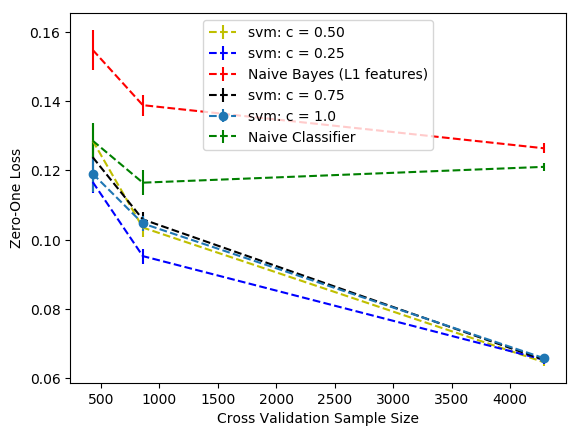 svm: c = 0.50
svm: c = 0.25
Naive Bayes (L1 features)
svm: c = 0.75
svm: c = 1.0
Naive Classifier
0.16
0.14
0.12
0.10
0.08
0.06
Zero-One Loss
500 1000 1500 2000 2500 3000 3500 4000
Cross Validation Sample Size